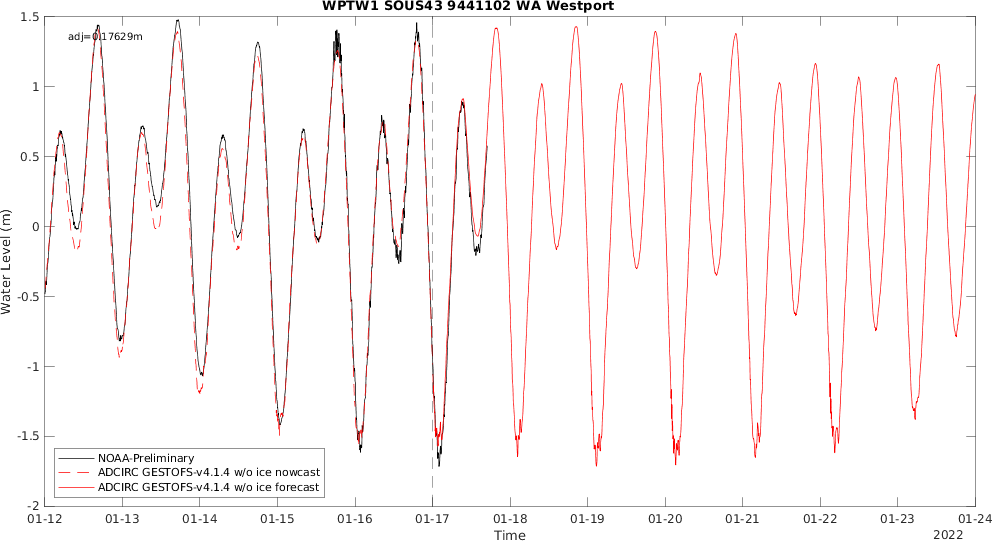 WPTW1 SOUS43 9441102 WA Westport
adj=0.17629m
Water Level (m)
1.5
1
0.5
0
-0.5
-1
-1.5
-2
NOAA-Preliminary
ADCIRC GESTOFS-v4.1.4 w/o ice nowcast
ADCIRC GESTOFS-v4.1.4 w/o ice forecast
01-12 01-13 01-14 01-15 01-16 01-17 01-18 01-19 01-20 01-21 01-22 01-23 01-24
Time
2022